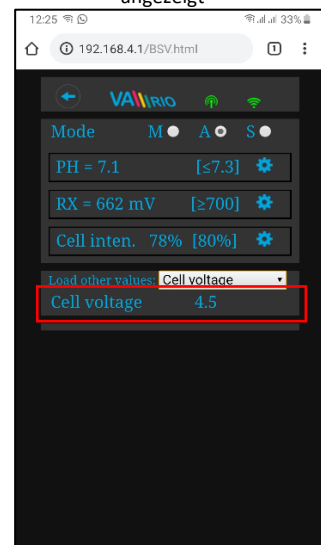 angezeigt
12:25 33%
192.168.4.1/BSV.html 1
VA\\\IRIO
Mode M A S
PH = 7.1 [≤7.3]
RX = 662 mV [≥700]
Cell inten. 78% [80%]
Load other values: Cell voltage
Cell voltage 4.5